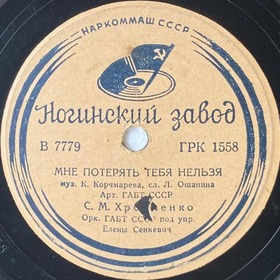 НАРКОММАШ СССР
Ногинский завод
В 7779 ГРК 1558
МНЕ ПОТЕРЯТЬ ТЕБЯ НЕЛЬЗЯ
муз. К. Корчмарева, сл. Л. Ошанина
Арт. ГАБТ СССР
С. М.
Орк. ГАБТ СССР под упр.
Елены Сенкевич